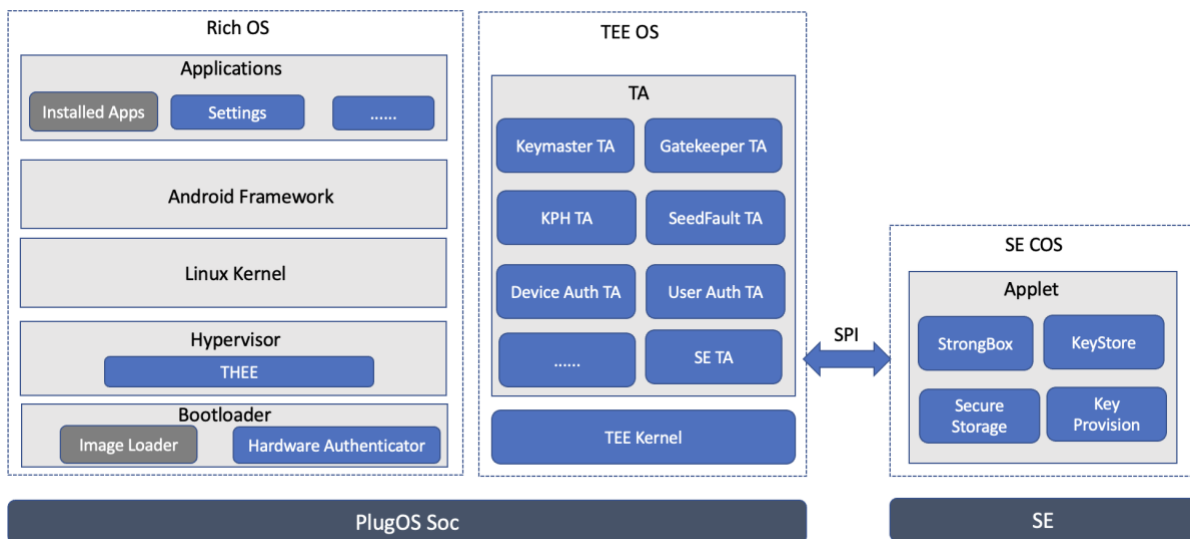 Rich OS
Applications
Installed Apps
Settings
......
Android Framework
Linux Kernel
Hypervisor
THEE
Bootloader
Image Loader
Hardware Authenticator
TEE OS
TA
Keymaster TA
Gatekeeper TA
KPH TA
SeedFault TA
Device Auth TA
User Auth TA
......
SE TA
TEE Kernel
SPI
SE COS
Applet
StrongBox
KeyStore
Secure
Storage
Key
Provision
PlugOS Soc
SE